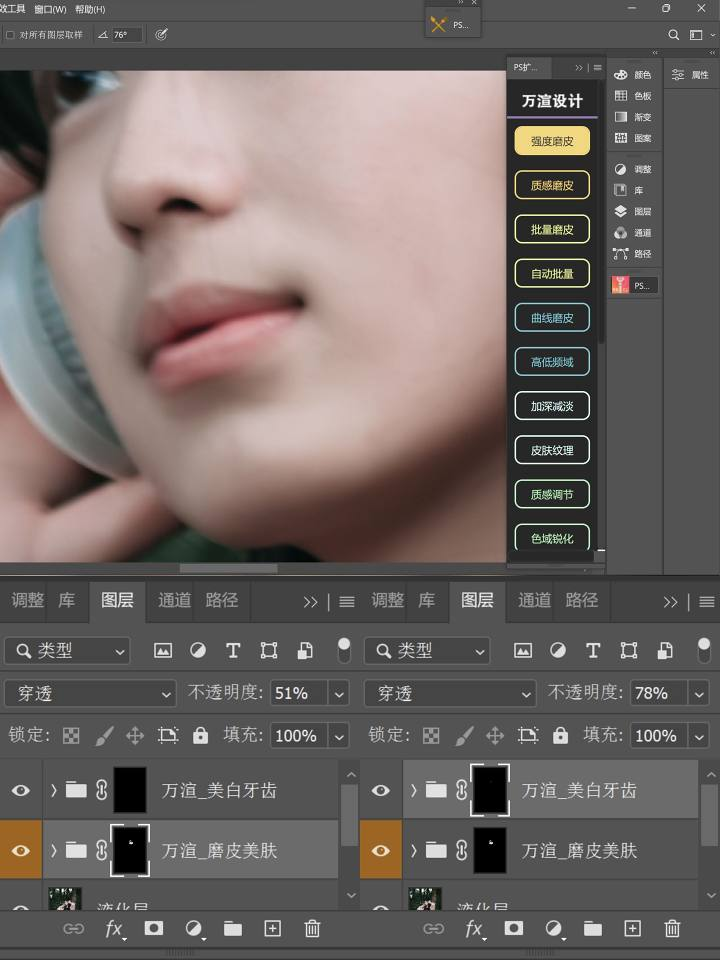 效工具 窗口(W) 帮助(H)
PS...
对所有图层取样 76°
PS扩...
万渲设计
强度磨皮
质感磨皮
批量磨皮
自动批量
曲线磨皮
高低频域
加深减淡
皮肤纹理
质感调节
色域锐化
颜色
色板
渐变
图案
调整
库
图层
通道
路径
PS...
属性
调整 库 图层 通道 路径
类型
穿透 不透明度: 51%
锁定: 填充: 100%
万渲_美白牙齿
万渲_磨皮美肤
液化层
fx
调整 库 图层 通道 路径
类型
穿透 不透明度: 78%
锁定: 填充: 100%
万渲_美白牙齿
万渲_磨皮美肤
液化层
fx